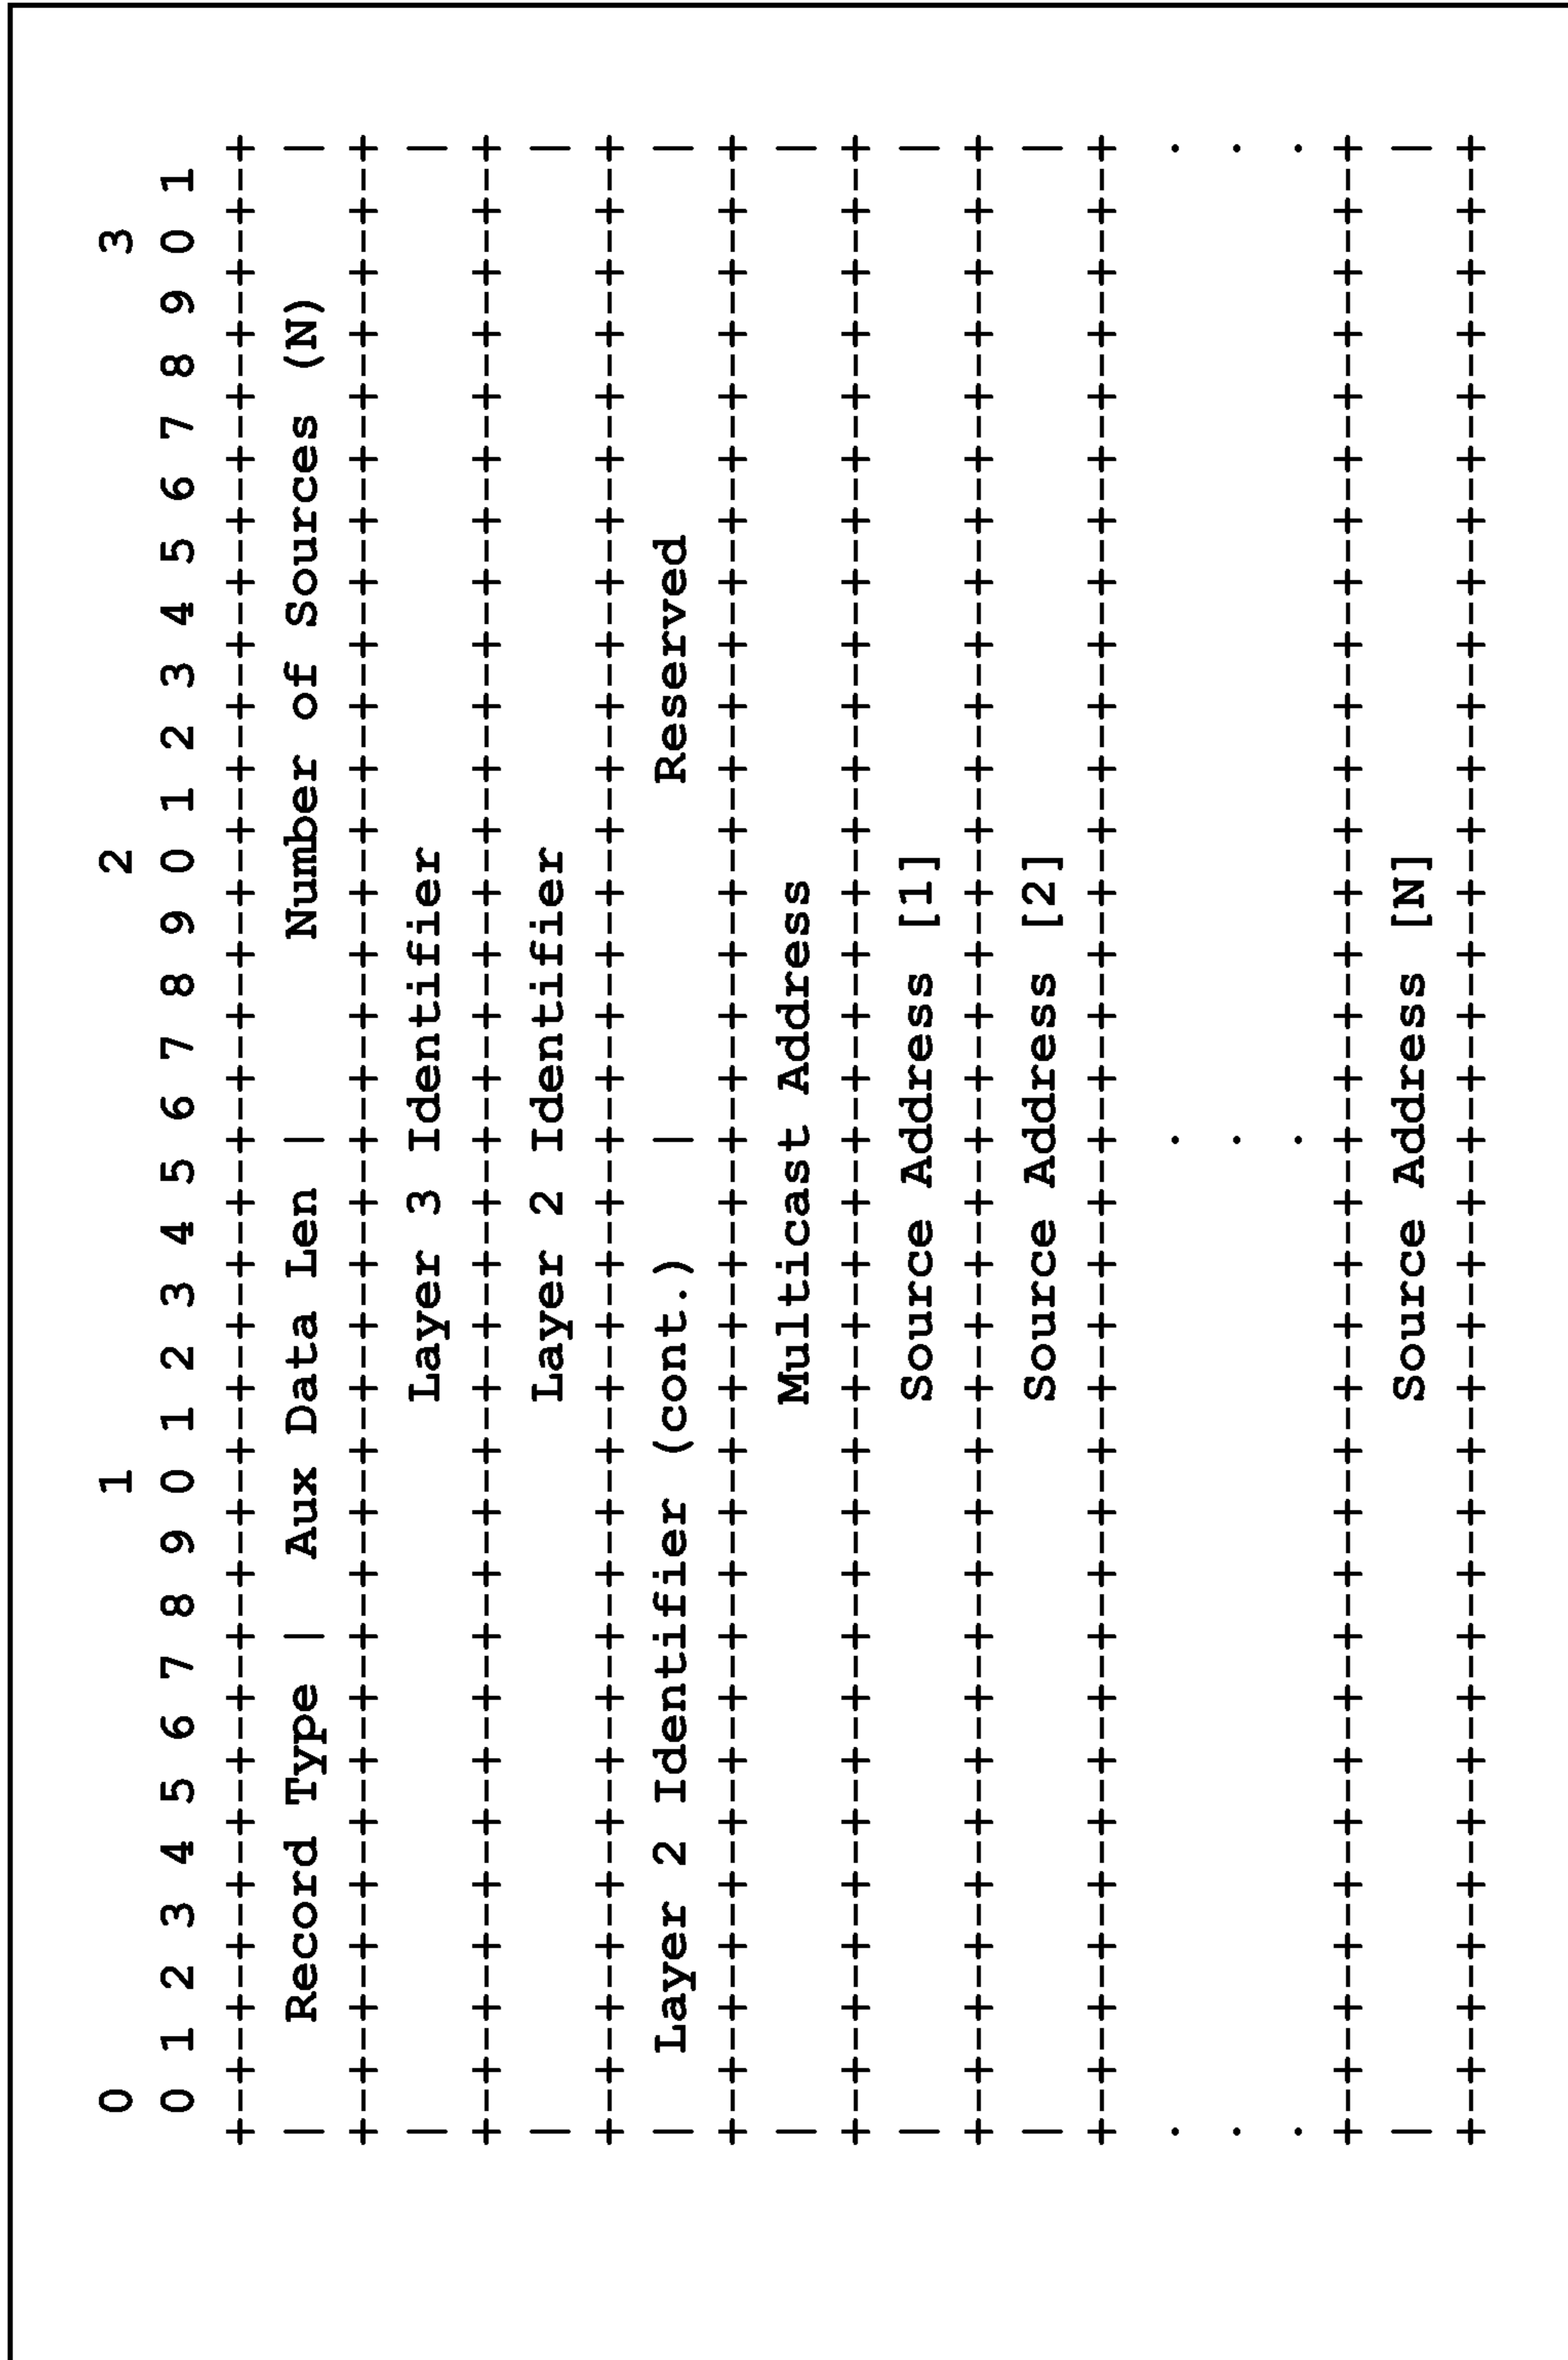 0                   1                   2                   3
 0 1 2 3 4 5 6 7 8 9 0 1 2 3 4 5 6 7 8 9 0 1 2 3 4 5 6 7 8 9 0 1
+-+-+-+-+-+-+-+-+-+-+-+-+-+-+-+-+-+-+-+-+-+-+-+-+-+-+-+-+-+-+-+-+
|  Record Type  |  Aux Data Len |      Number of Sources (N)    |
+-+-+-+-+-+-+-+-+-+-+-+-+-+-+-+-+-+-+-+-+-+-+-+-+-+-+-+-+-+-+-+-+
|                       Layer 3 Identifier                      |
+-+-+-+-+-+-+-+-+-+-+-+-+-+-+-+-+-+-+-+-+-+-+-+-+-+-+-+-+-+-+-+-+
|                       Layer 2 Identifier                      |
+-+-+-+-+-+-+-+-+-+-+-+-+-+-+-+-+-+-+-+-+-+-+-+-+-+-+-+-+-+-+-+-+
|  Layer 2 Identifier (cont.)   |           Reserved            |
+-+-+-+-+-+-+-+-+-+-+-+-+-+-+-+-+-+-+-+-+-+-+-+-+-+-+-+-+-+-+-+-+
|                       Multicast Address                       |
+-+-+-+-+-+-+-+-+-+-+-+-+-+-+-+-+-+-+-+-+-+-+-+-+-+-+-+-+-+-+-+-+
|                       Source Address [1]                      |
+-+-+-+-+-+-+-+-+-+-+-+-+-+-+-+-+-+-+-+-+-+-+-+-+-+-+-+-+-+-+-+-+
|                       Source Address [2]                      |
+-+-+-+-+-+-+-+-+-+-+-+-+-+-+-+-+-+-+-+-+-+-+-+-+-+-+-+-+-+-+-+-+
.                               .                               .
.                               .                               .
.                               .                               .
+-+-+-+-+-+-+-+-+-+-+-+-+-+-+-+-+-+-+-+-+-+-+-+-+-+-+-+-+-+-+-+-+
|                       Source Address [N]                      |
+-+-+-+-+-+-+-+-+-+-+-+-+-+-+-+-+-+-+-+-+-+-+-+-+-+-+-+-+-+-+-+-+